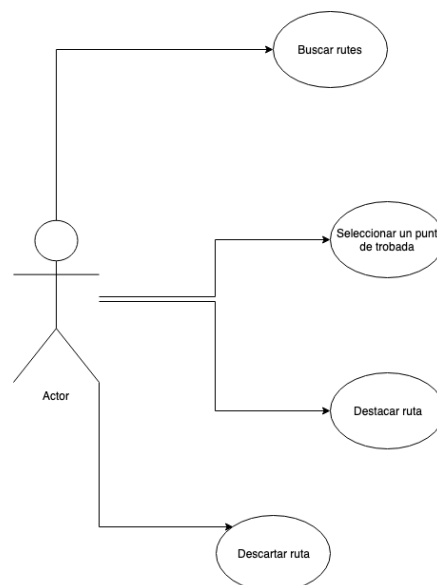 Buscar rutes
Seleccionar un punt
de trobada
Actor
Destacar ruta
Descartar ruta